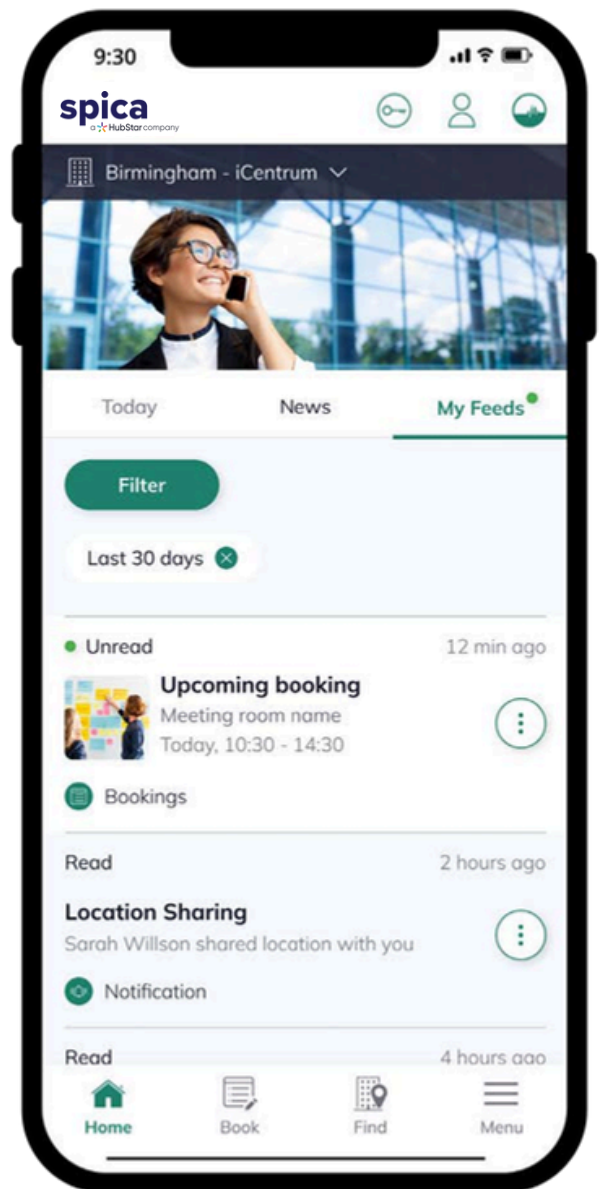 9:30
spica
a HubStar company
Birmingham - iCentrum
Today News My Feeds
Filter
Last 30 days
Unread 12 min ago
Upcoming booking
Meeting room name
Today, 10:30 - 14:30
Bookings
Read 2 hours ago
Location Sharing
Sarah Willson shared location with you
Notification
Read 4 hours ago
Home Book Find Menu